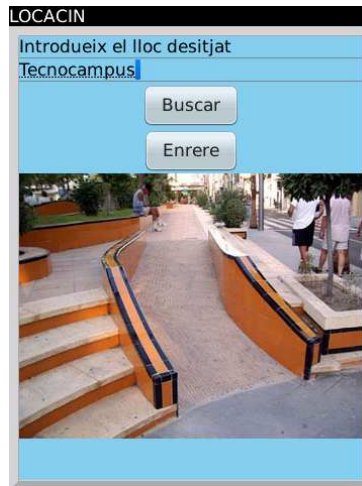 LOCACIN
Introdueix el lloc desitjat
Tecnocampus
Buscar
Enrere